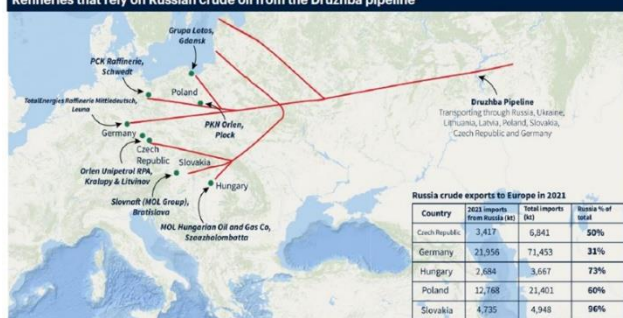 Refineries that rely on Russian crude oil from the Druzhba pipeline
Grupa Lotos,
Gdansk
PCK Raffinerie,
Schwedt
Poland
TotalEnergies Raffinerie Mitteldeutsch,
Leuna
PKN Orlen,
Plock
Germany
Czech
Republic
Orlen Unipetrol RPA,
Kralupy & Litvinov
Slovakia
Slovnaft (MOL Group),
Bratislava
Hungary
MOL Hungarian Oil and Gas Co,
Szazhalombatta
Druzhba Pipeline
Transporting through Russia, Ukraine,
Lithuania, Latvia, Poland, Slovakia,
Czech Republic and Germany
Russia crude exports to Europe in 2021
Country 2021 imports from Russia (kt) Total imports (kt) Russia % of total
Czech Republic 3,417 6,841 50%
Germany 21,956 71,453 31%
Hungary 2,684 3,667 73%
Poland 12,768 21,401 60%
Slovakia 4,735 4,948 96%